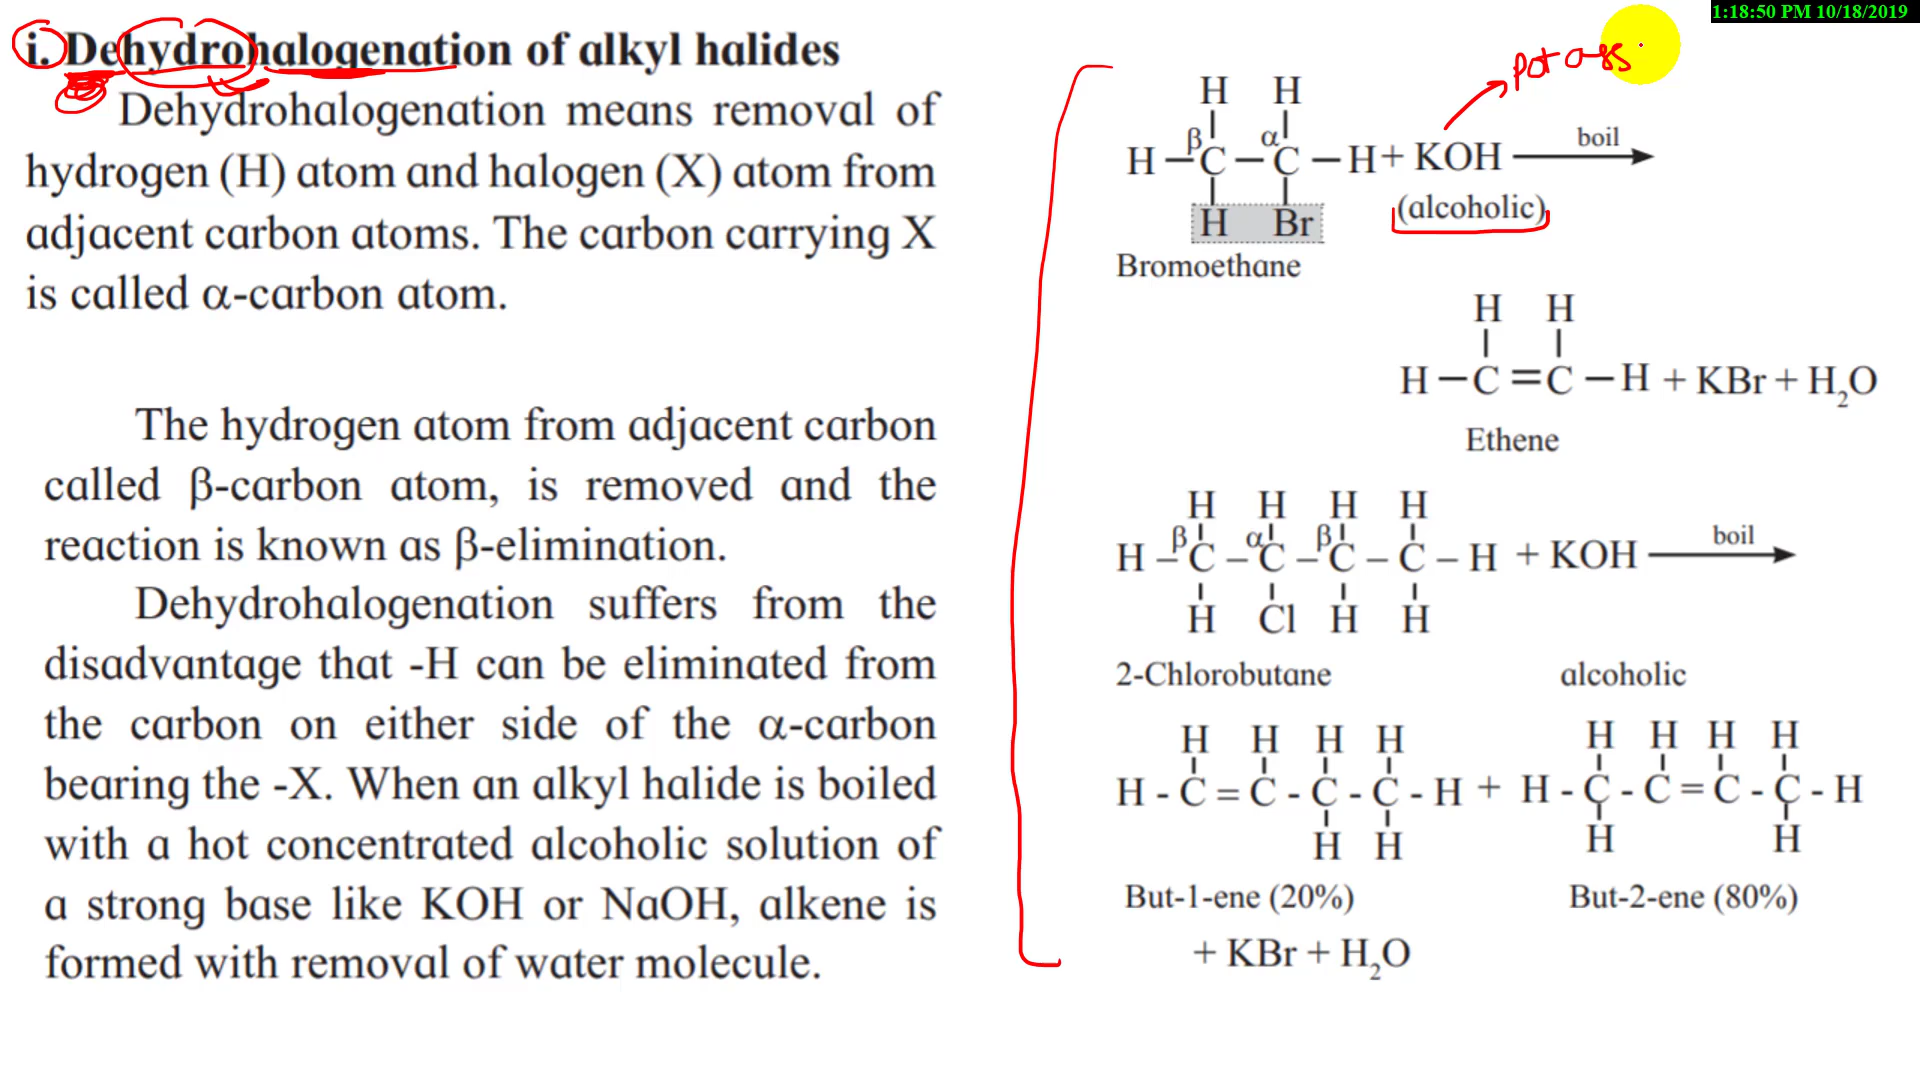 1:18:50 PM 10/18/2019
i. Dehydrohalogenation of alkyl halides
Dehydrohalogenation means removal of
hydrogen (H) atom and halogen (X) atom from
adjacent carbon atoms. The carbon carrying X
is called α-carbon atom.
The hydrogen atom from adjacent carbon
called β-carbon atom, is removed and the
reaction is known as β-elimination.
Dehydrohalogenation suffers from the
disadvantage that -H can be eliminated from
the carbon on either side of the α-carbon
bearing the -X. When an alkyl halide is boiled
with a hot concentrated alcoholic solution of
a strong base like KOH or NaOH, alkene is
formed with removal of water molecule.
potass
H H
β α
H – C – C – H + KOH boil
(alcoholic)
H Br
Bromoethane
H H
H – C = C – H + KBr + H₂O
Ethene
H H H H
β α β
H – C – C – C – C – H + KOH boil
H Cl H H
2-Chlorobutane alcoholic
H H H H H H H H
H - C = C - C - C - H + H - C - C = C - C - H
H H H H
But-1-ene (20%) But-2-ene (80%)
+ KBr + H₂O